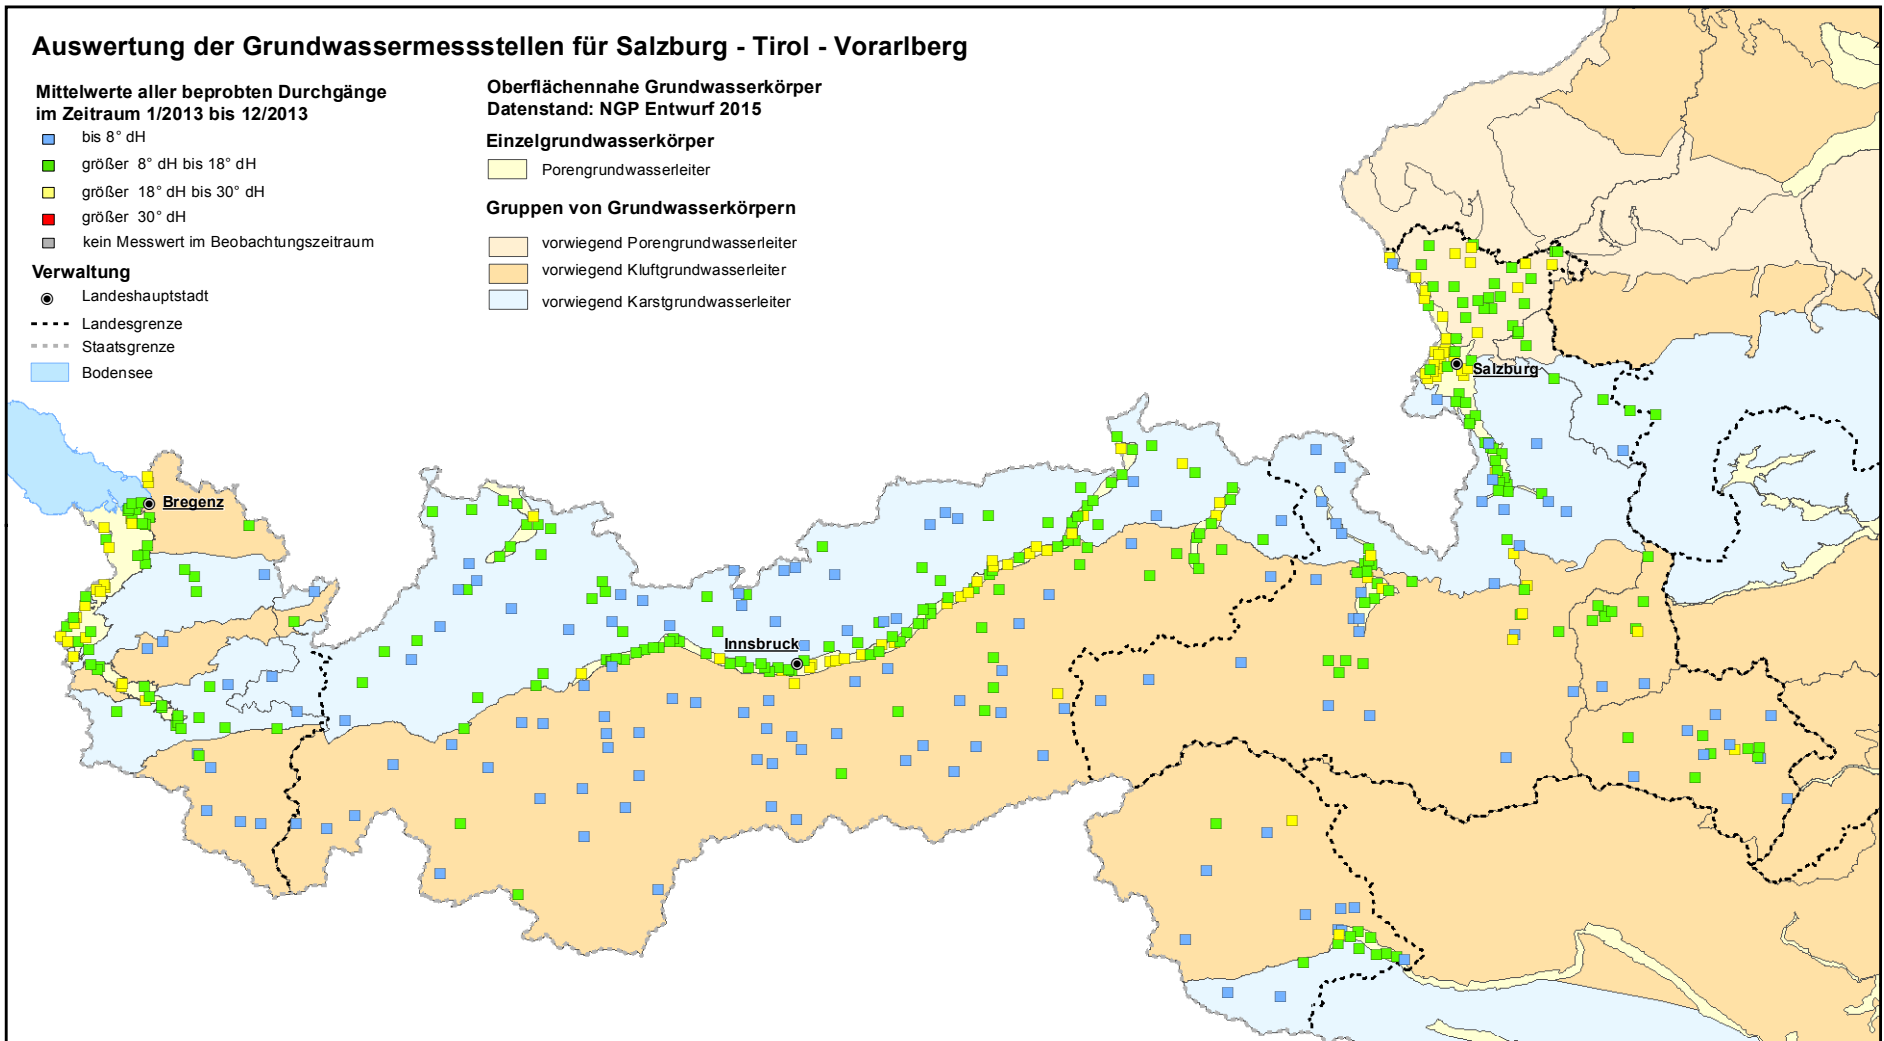 Auswertung der Grundwassermessstellen für Salzburg - Tirol - Vorarlberg
Mittelwerte aller beprobten Durchgänge
im Zeitraum 1/2013 bis 12/2013
bis 8° dH
größer 8° dH bis 18° dH
größer 18° dH bis 30° dH
größer 30° dH
kein Messwert im Beobachtungszeitraum
Verwaltung
Landeshauptstadt
Landesgrenze
Staatsgrenze
Bodensee
Oberflächennahe Grundwasserkörper
Datenstand: NGP Entwurf 2015
Einzelgrundwasserkörper
Porengrundwasserleiter
Gruppen von Grundwasserkörpern
vorwiegend Porengrundwasserleiter
vorwiegend Kluftgrundwasserleiter
vorwiegend Karstgrundwasserleiter
Salzburg
Bregenz
Innsbruck